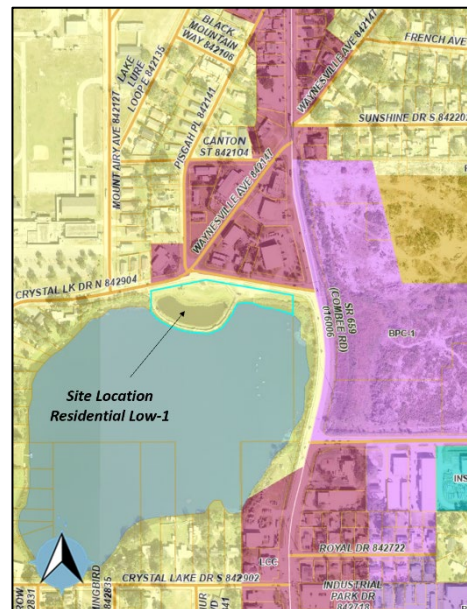 BLACK
MOUNTAIN
WAY 842106
WAYNESVILLE AVE 842147
FRENCH AVE
LAKE
LURE
LOOP E 842135
SUNSHINE DR S 842202
MOUNT AIRY AVE 842127
PISGAH PL 842141
CANTON
ST 842104
WAYNESVILLE AVE 842147
CRYSTAL LK DR N 842904
SR 659
(COMBEE RD)
016006
BPC-1
Site Location
Residential Low-1
INS
LCC
ROYAL DR 842722
CRYSTAL LAKE DR S 842902
INDUSTRIAL
PARK DR
842718